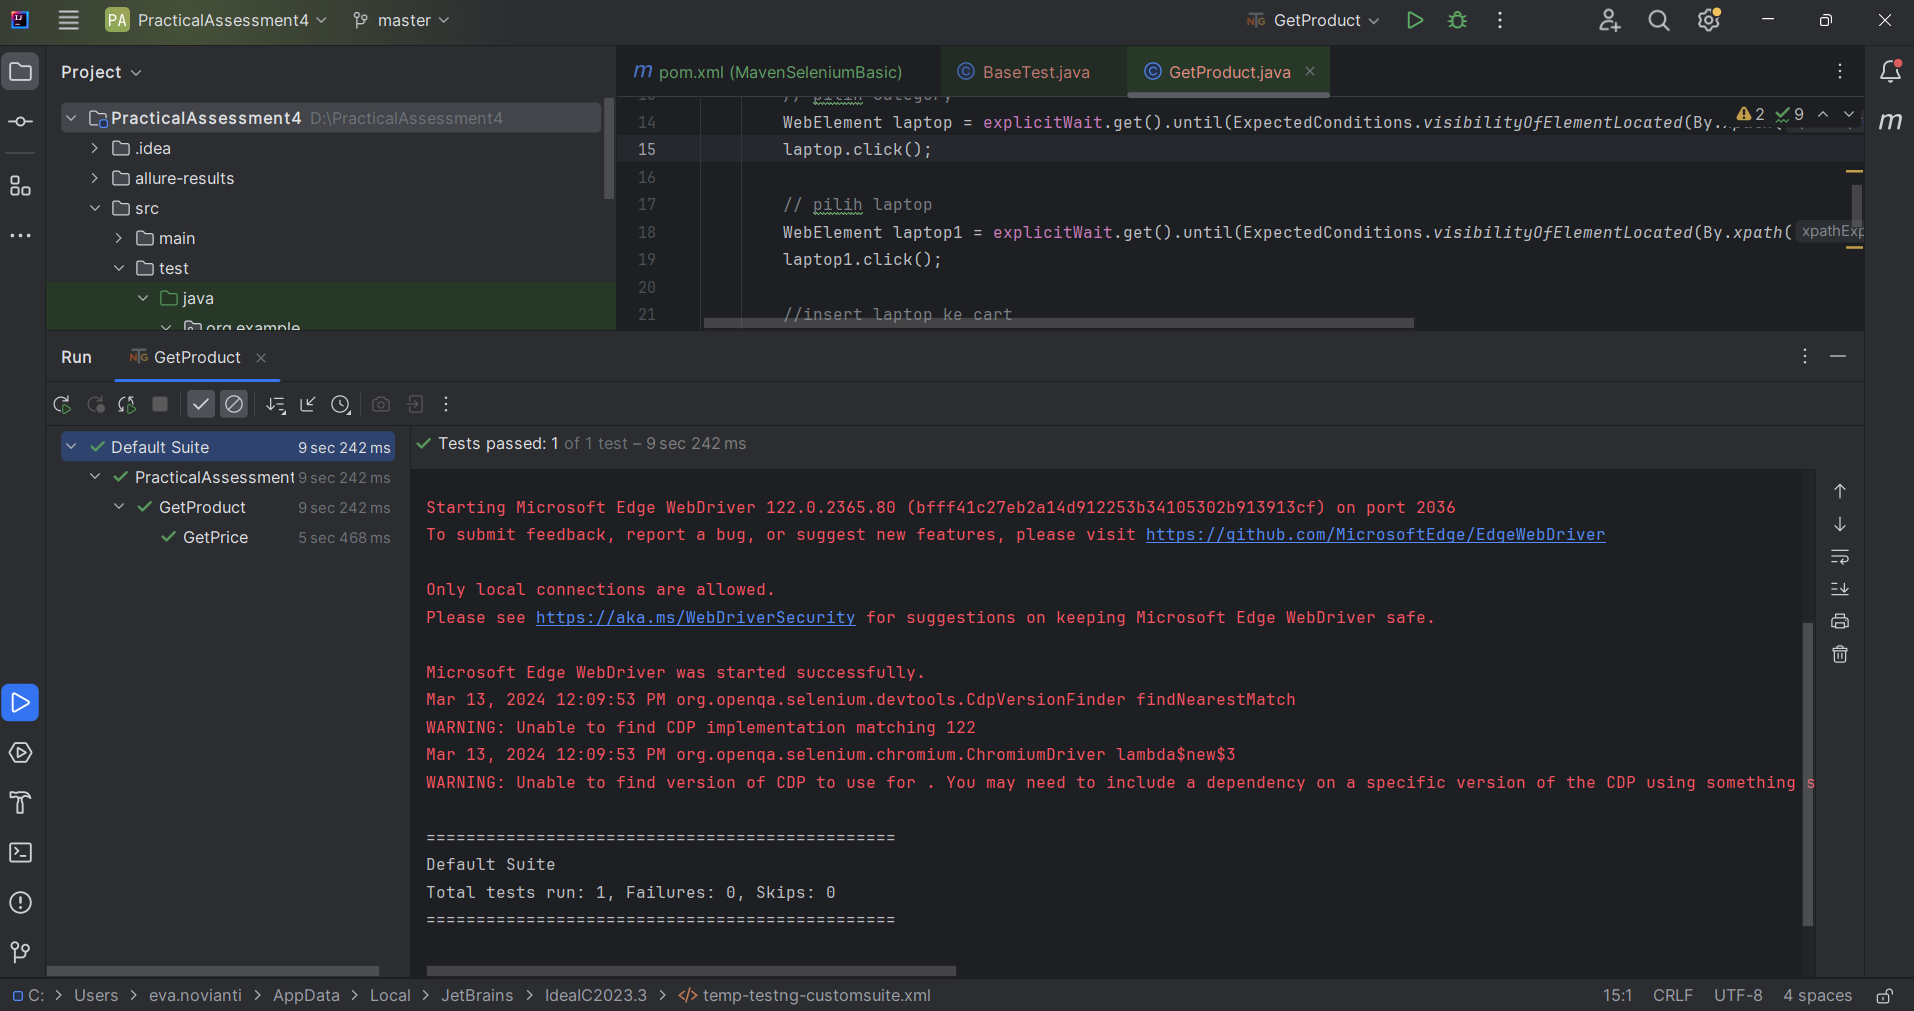 PA PracticalAssessment4 master GetProduct
Project
pom.xml (MavenSeleniumBasic) BaseTest.java GetProduct.java
PracticalAssessment4 D:\PracticalAssessment4
.idea
allure-results
src
main
test
java
org.example
// pilih category
14 WebElement laptop = explicitWait.get().until(ExpectedConditions.visibilityOfElementLocated(By.xpath(
2 9
15 laptop.click();
16
17 // pilih laptop
18 WebElement laptop1 = explicitWait.get().until(ExpectedConditions.visibilityOfElementLocated(By.xpath( xpathExp
19 laptop1.click();
20
21 //insert laptop ke cart
Run GetProduct
Default Suite 9 sec 242 ms
PracticalAssessment 9 sec 242 ms
GetProduct 9 sec 242 ms
GetPrice 5 sec 468 ms
Tests passed: 1 of 1 test – 9 sec 242 ms
Starting Microsoft Edge WebDriver 122.0.2365.80 (bfff41c27eb2a14d912253b34105302b913913cf) on port 2036
To submit feedback, report a bug, or suggest new features, please visit https://github.com/MicrosoftEdge/EdgeWebDriver
Only local connections are allowed.
Please see https://aka.ms/WebDriverSecurity for suggestions on keeping Microsoft Edge WebDriver safe.
Microsoft Edge WebDriver was started successfully.
Mar 13, 2024 12:09:53 PM org.openqa.selenium.devtools.CdpVersionFinder findNearestMatch
WARNING: Unable to find CDP implementation matching 122
Mar 13, 2024 12:09:53 PM org.openqa.selenium.chromium.ChromiumDriver lambda$new$3
WARNING: Unable to find version of CDP to use for . You may need to include a dependency on a specific version of the CDP using something s
===============================================
Default Suite
Total tests run: 1, Failures: 0, Skips: 0
===============================================
C: > Users > eva.novianti > AppData > Local > JetBrains > IdeaIC2023.3 > temp-testng-customsuite.xml
15:1 CRLF UTF-8 4 spaces